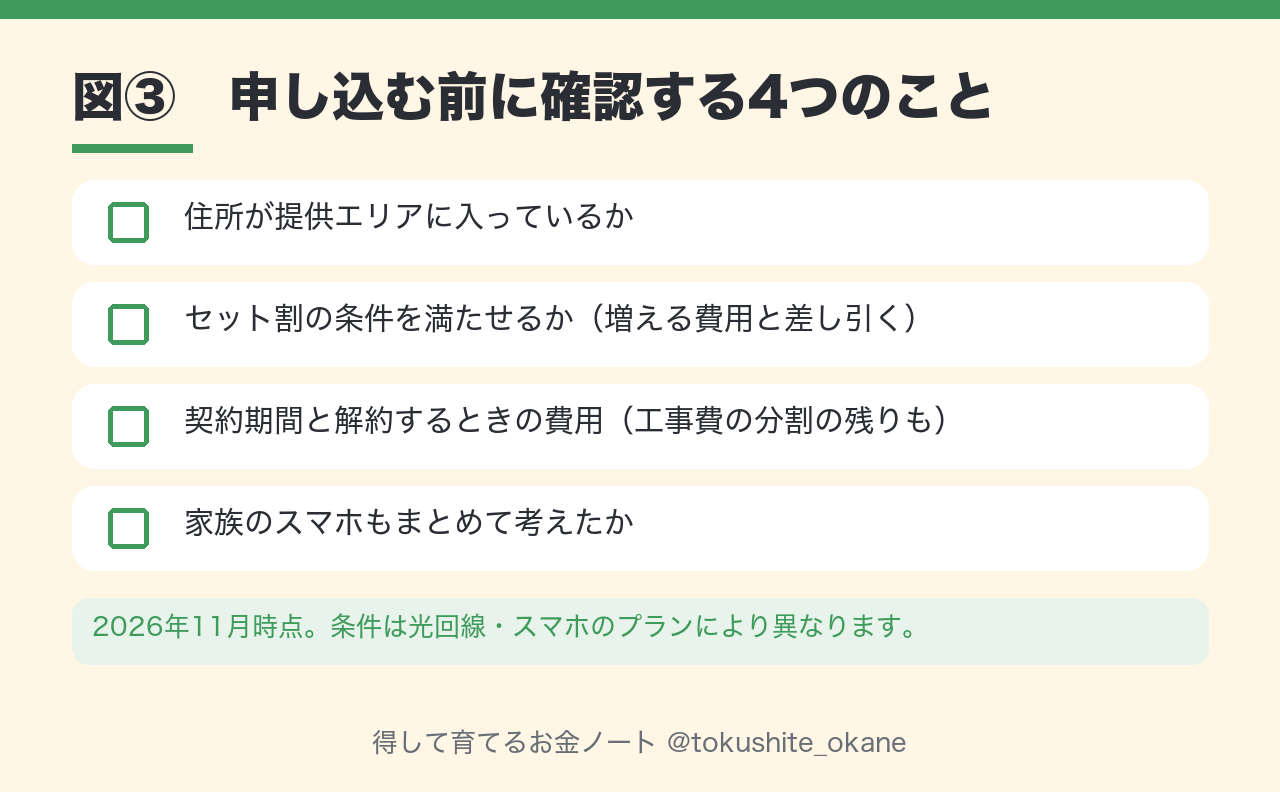 図③　申し込む前に確認する4つのこと
住所が提供エリアに入っているか
セット割の条件を満たせるか（増える費用と差し引く）
契約期間と解約するときの費用（工事費の分割の残りも）
家族のスマホもまとめて考えたか
2026年11月時点。条件は光回線・スマホのプランにより異なります。
得して育てるお金ノート @tokushite_okane